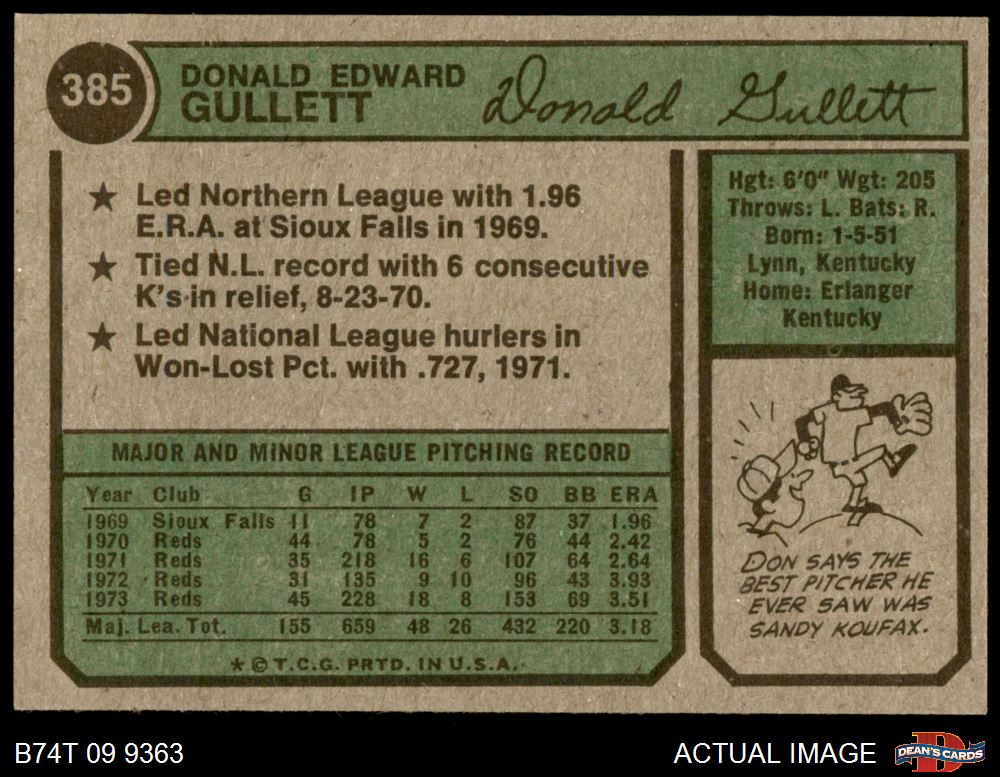 385
DONALD EDWARD
GULLETT
Donald Gullett
★ Led Northern League with 1.96
E.R.A. at Sioux Falls in 1969.
★ Tied N.L. record with 6 consecutive
K's in relief, 8-23-70.
★ Led National League hurlers in
Won-Lost Pct. with .727, 1971.
MAJOR AND MINOR LEAGUE PITCHING RECORD
Year Club G IP W L SO BB ERA
1969 Sioux Falls 11 78 7 2 87 37 1.96
1970 Reds 44 78 5 2 76 44 2.42
1971 Reds 35 218 16 6 107 64 2.64
1972 Reds 31 135 9 10 96 43 3.93
1973 Reds 45 228 18 8 153 69 3.51
Maj. Lea. Tot. 155 659 48 26 432 220 3.18
★ © T.C.G. PRTD. IN U.S.A.
Hgt: 6'0" Wgt: 205
Throws: L. Bats: R.
Born: 1-5-51
Lynn, Kentucky
Home: Erlanger
Kentucky
DON SAYS THE
BEST PITCHER HE
EVER SAW WAS
SANDY KOUFAX.
B74T 09 9363
ACTUAL IMAGE
DEAN'S CARDS